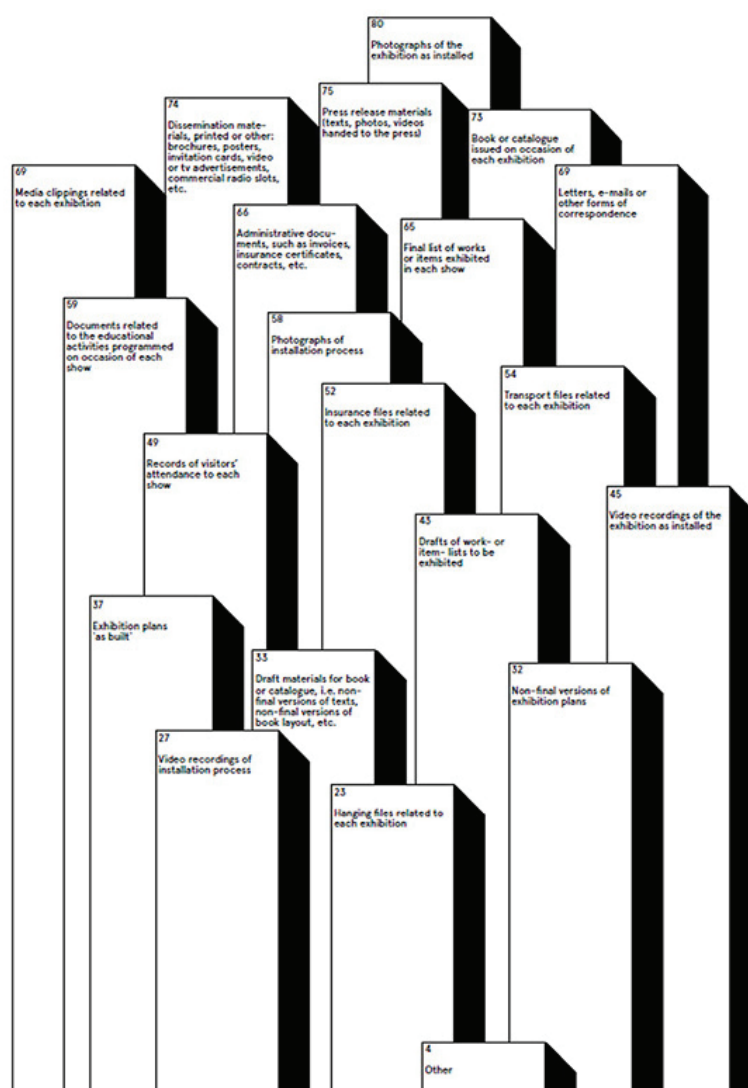 80
Photographs of the
exhibition as installed
75
Press release materials
(texts, photos, videos
handed to the press)
74
Dissemination mate-
rials, printed or other:
brochures, posters,
invitation cards, video
or tv advertisements,
commercial radio slots,
etc.
73
Book or catalogue
issued on occasion of
each exhibition
69
Media clippings related
to each exhibition
69
Letters, e-mails or
other forms of
correspondence
66
Administrative docu-
ments, such as invoices,
insurance certificates,
contracts, etc.
65
Final list of works
or items exhibited
in each show
59
Documents related
to the educational
activities programmed
on occasion of each
show
58
Photographs of
installation process
54
Transport files related
to each exhibition
52
Insurance files related
to each exhibition
49
Records of visitors'
attendance to each
show
45
Video recordings of the
exhibition as installed
43
Drafts of work- or
item- lists to be
exhibited
37
Exhibition plans
'as built'
33
Draft materials for book
or catalogue, i.e. non-
final versions of texts,
non-final versions of
book layout, etc.
32
Non-final versions of
exhibition plans
27
Video recordings of
installation process
23
Hanging files related to
each exhibition
4
Other